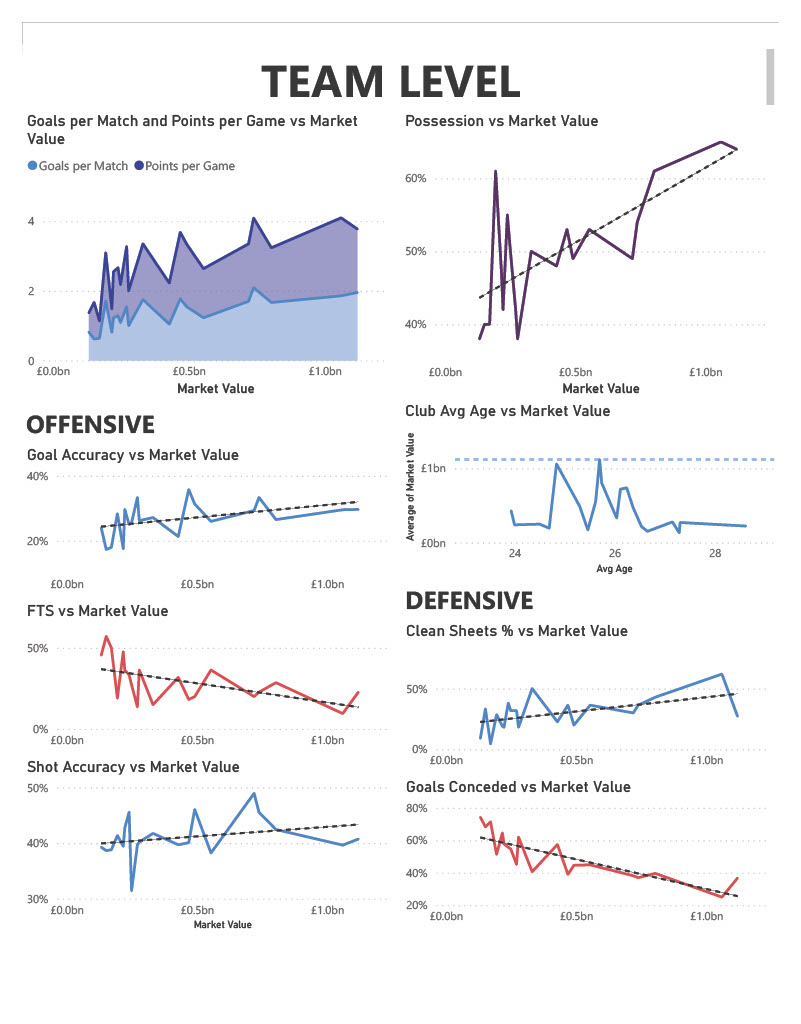 TEAM LEVEL
Goals per Match and Points per Game vs Market
Value
Goals per Match Points per Game
4
2
0
£0.0bn £0.5bn £1.0bn
Market Value
Possession vs Market Value
60%
50%
40%
£0.0bn £0.5bn £1.0bn
Market Value
Club Avg Age vs Market Value
Average of Market Value
£1bn
£0bn
24 26 28
Avg Age
OFFENSIVE
Goal Accuracy vs Market Value
40%
20%
£0.0bn £0.5bn £1.0bn
FTS vs Market Value
50%
0%
£0.0bn £0.5bn £1.0bn
Shot Accuracy vs Market Value
50%
40%
30%
£0.0bn £0.5bn £1.0bn
Market Value
DEFENSIVE
Clean Sheets % vs Market Value
50%
0%
£0.0bn £0.5bn £1.0bn
Goals Conceded vs Market Value
80%
60%
40%
20%
£0.0bn £0.5bn £1.0bn